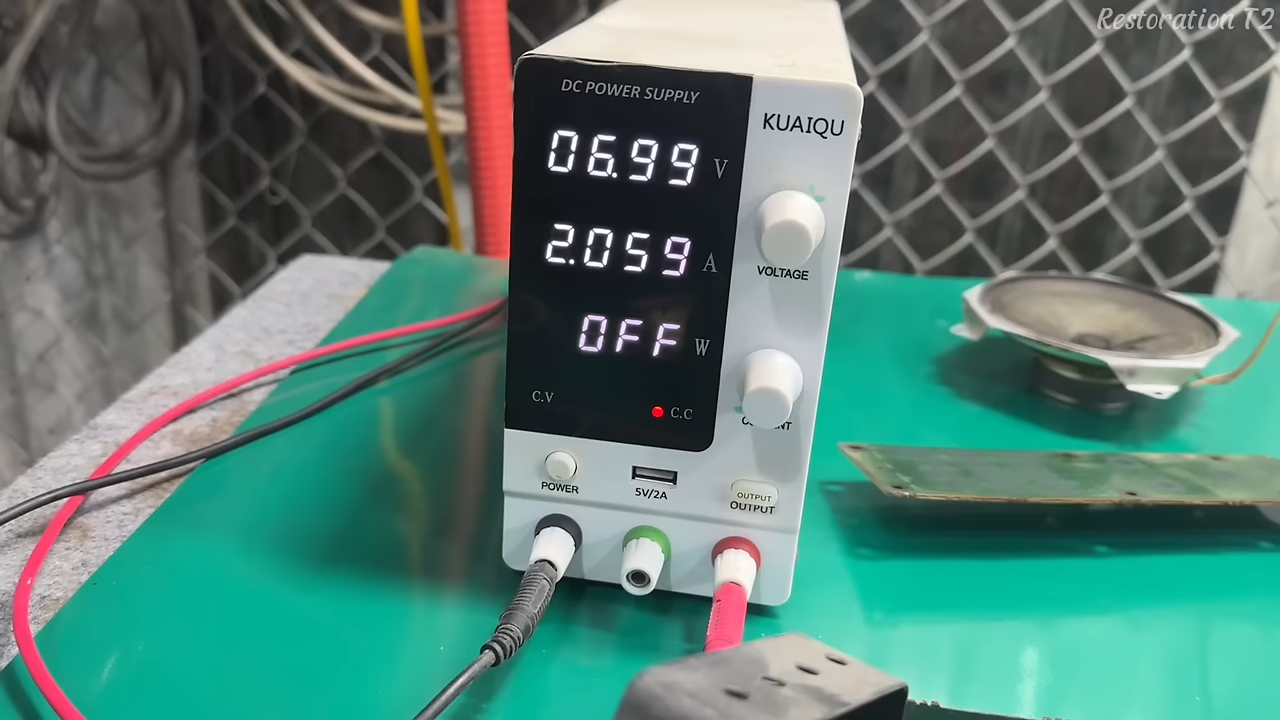 Restoration T2
DC POWER SUPPLY
KUAIQU
06.99 V
2.059 A
OFF W
VOLTAGE
C.V
C.C
POWER
5V/2A
OUTPUT
OUTPUT